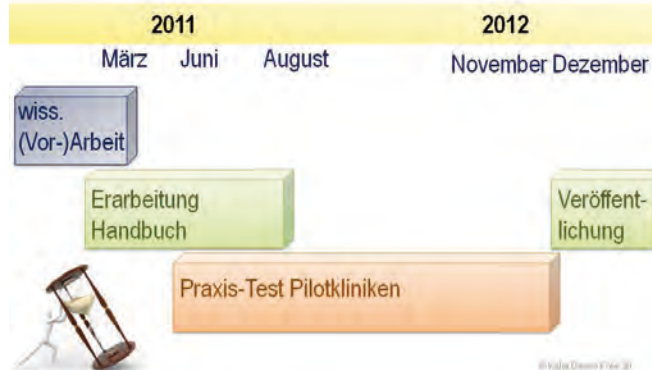 2011 2012
März Juni August November Dezember
wiss.
(Vor-)Arbeit
Erarbeitung
Handbuch
Veröffent-
lichung
Praxis-Test Pilotkliniken